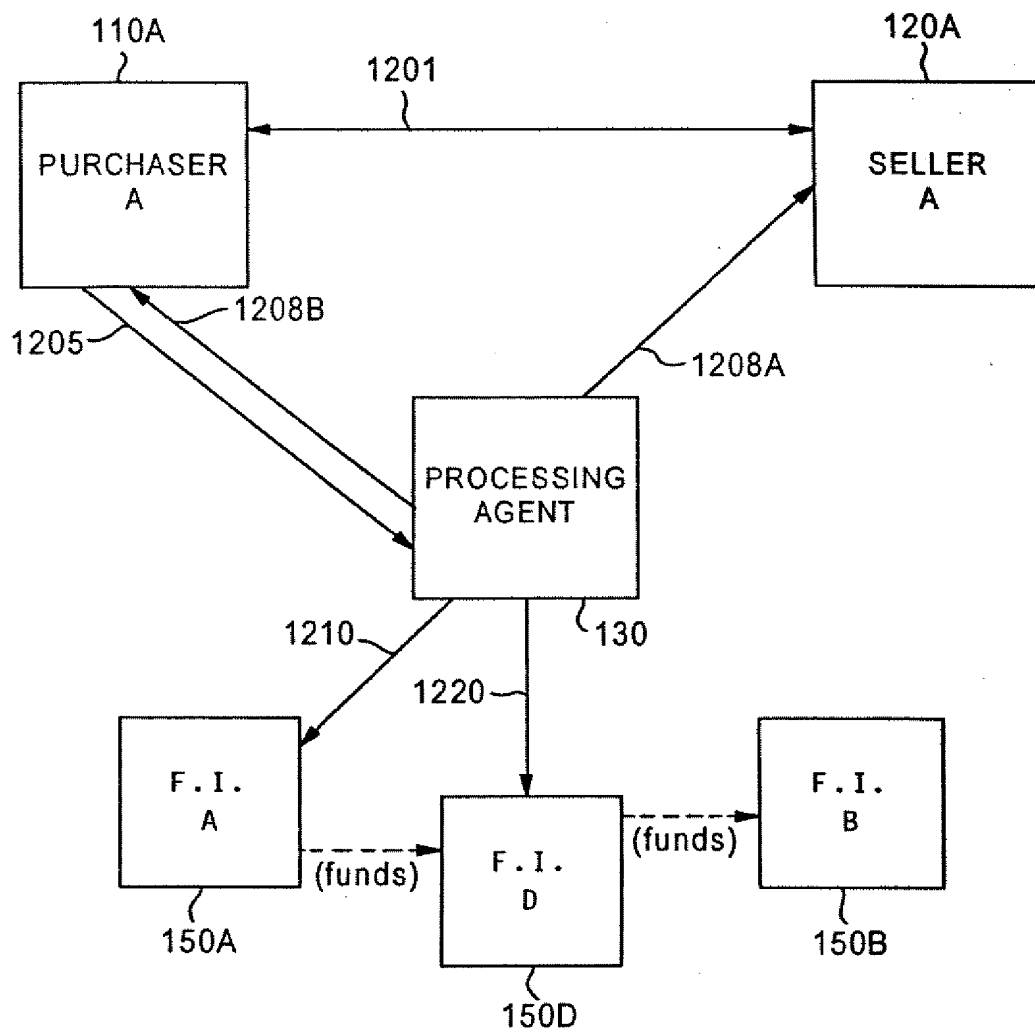 110A
120A
1201
PURCHASER
A
SELLER
A
1205
1208B
1208A
PROCESSING
AGENT
1210
130
1220
F. I.
A
F. I.
B
(funds)
(funds)
F. I.
D
150A
150B
150D